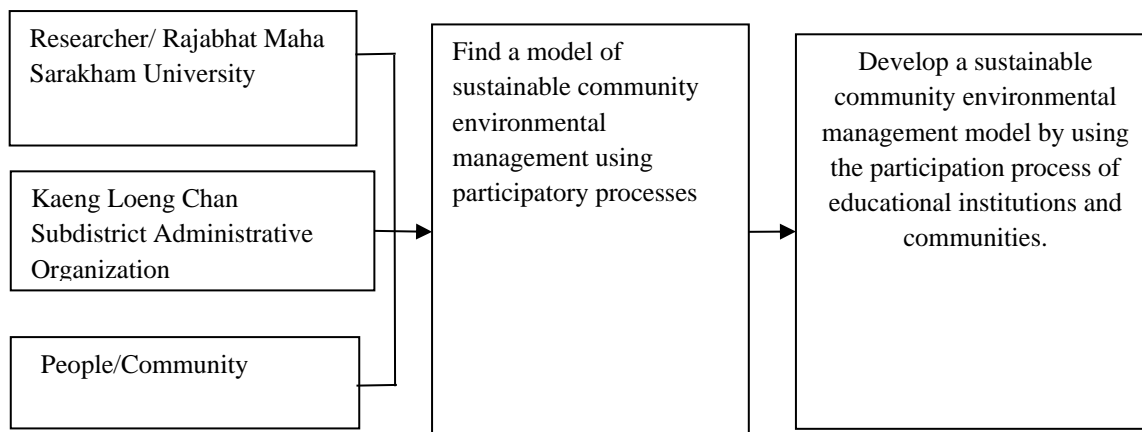 Researcher/ Rajabhat Maha
Sarakham University
Kaeng Loeng Chan
Subdistrict Administrative
Organization
People/Community
Find a model of
sustainable community
environmental
management using
participatory processes
Develop a sustainable
community environmental
management model by using
the participation process of
educational institutions and
communities.